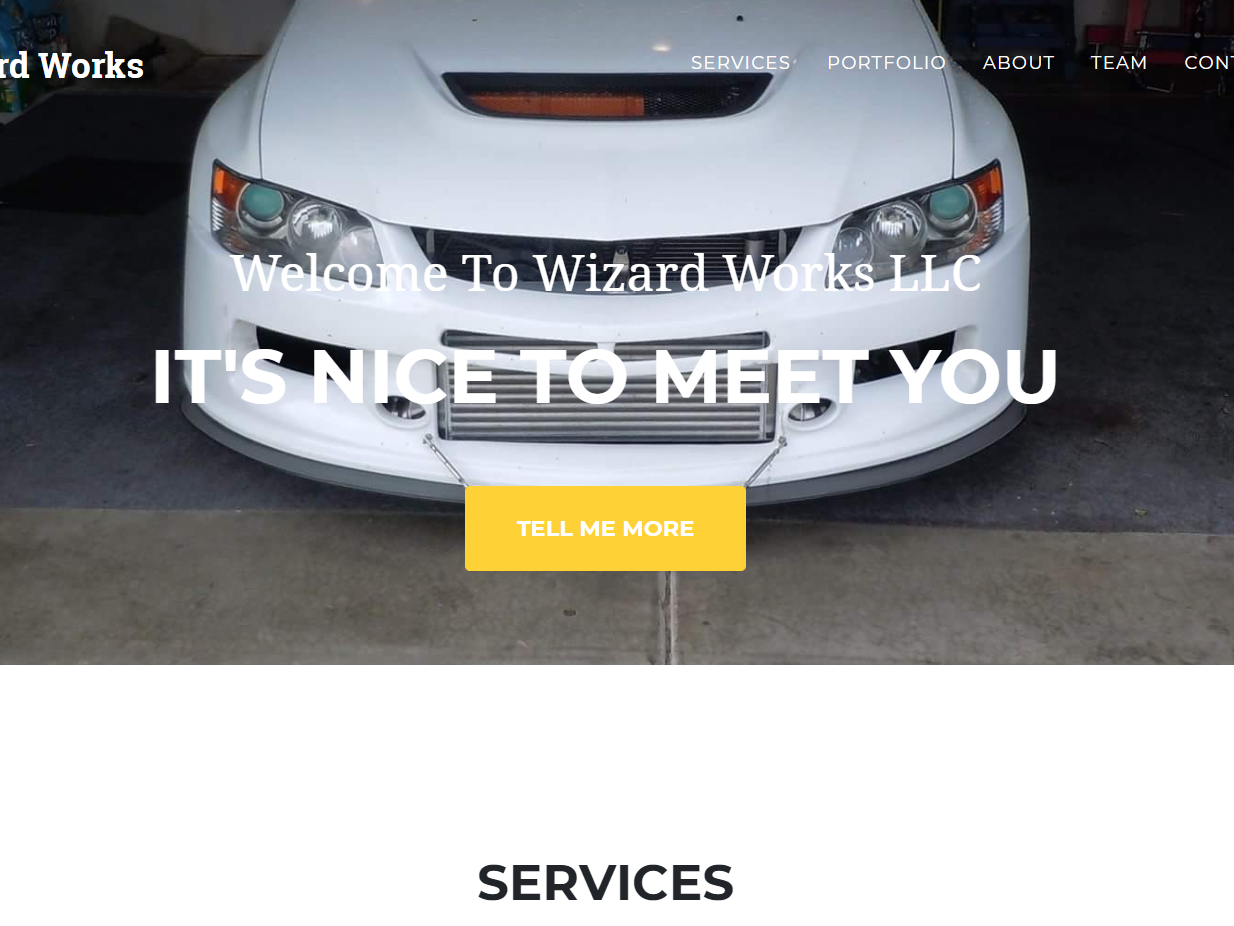 rd Works
SERVICES PORTFOLIO ABOUT TEAM CONT
Welcome To Wizard Works LLC
IT'S NICE TO MEET YOU
TELL ME MORE
SERVICES